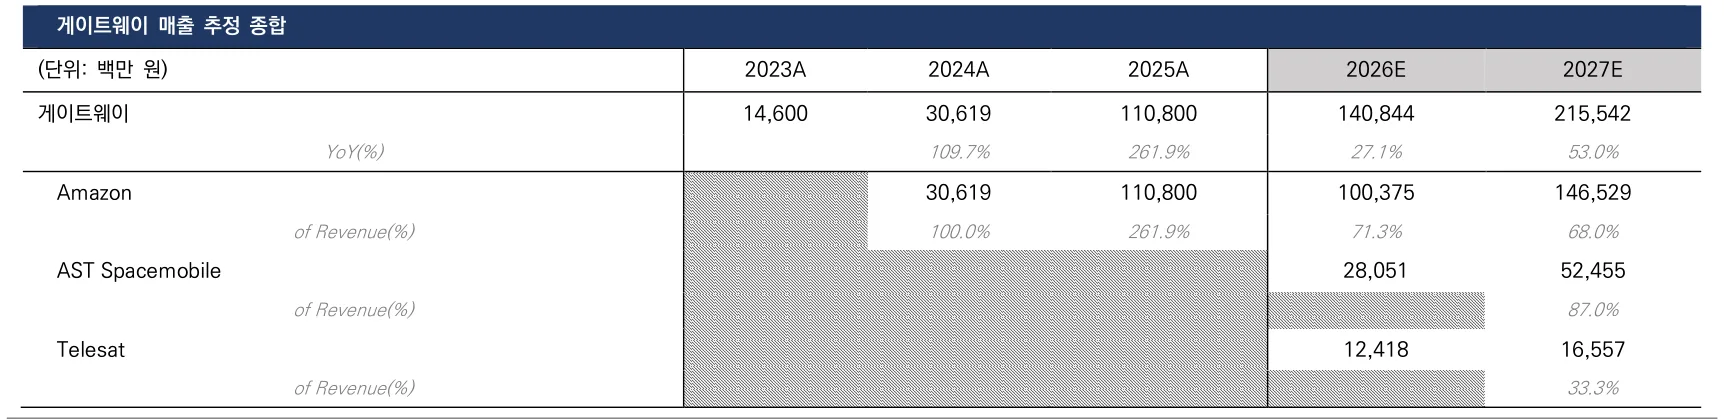 게이트웨이 매출 추정 종합
(단위: 백만 원) 2023A 2024A 2025A 2026E 2027E
게이트웨이 14,600 30,619 110,800 140,844 215,542
YoY(%) 109.7% 261.9% 27.1% 53.0%
Amazon 30,619 110,800 100,375 146,529
of Revenue(%) 100.0% 261.9% 71.3% 68.0%
AST Spacemobile 28,051 52,455
of Revenue(%) 87.0%
Telesat 12,418 16,557
of Revenue(%) 33.3%